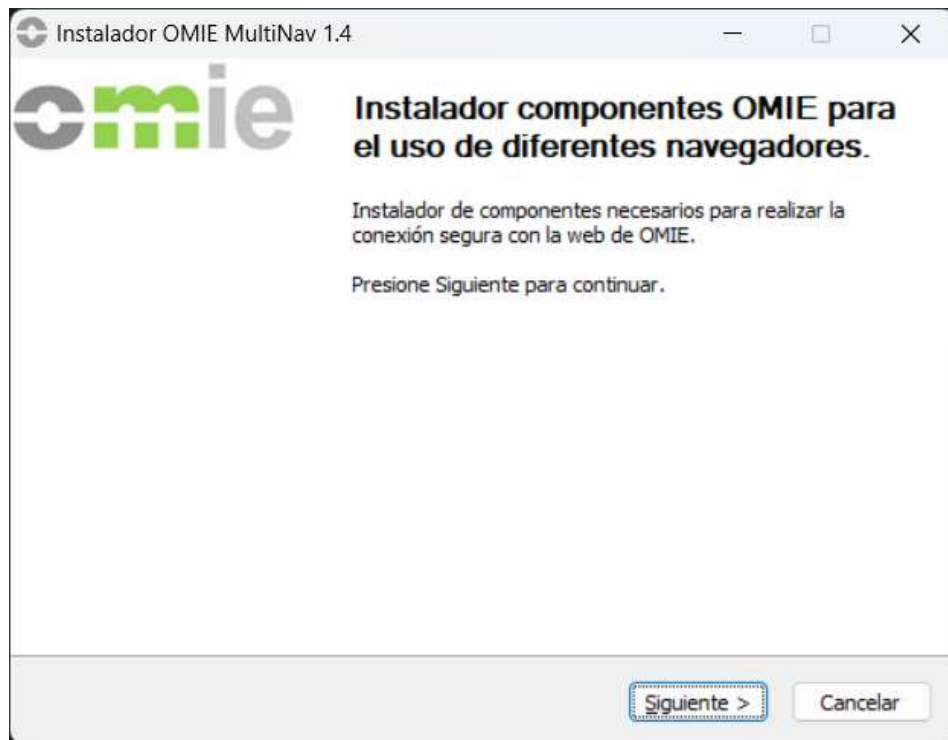 Instalador OMIE MultiNav 1.4
omie
Instalador componentes OMIE para
el uso de diferentes navegadores.
Instalador de componentes necesarios para realizar la
conexión segura con la web de OMIE.
Presione Siguiente para continuar.
Siguiente >
Cancelar